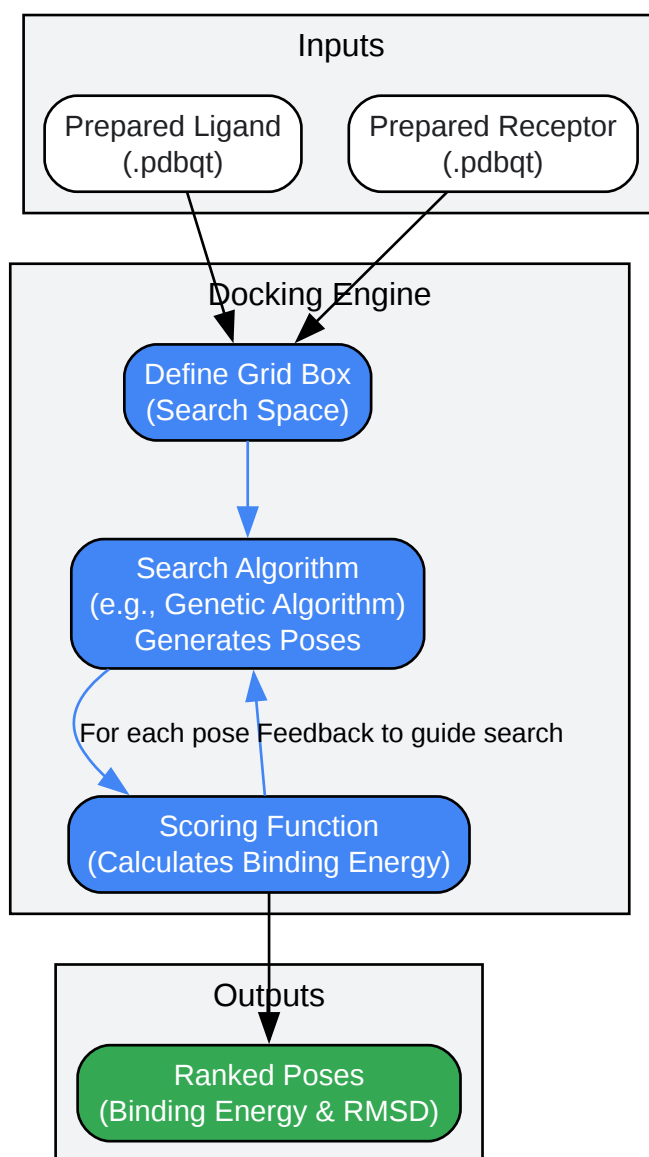 Inputs
Prepared Ligand
(.pdbqt)
Prepared Receptor
(.pdbqt)
Docking Engine
Define Grid Box
(Search Space)
Search Algorithm
(e.g., Genetic Algorithm)
Generates Poses
For each pose
Feedback to guide search
Scoring Function
(Calculates Binding Energy)
Outputs
Ranked Poses
(Binding Energy & RMSD)